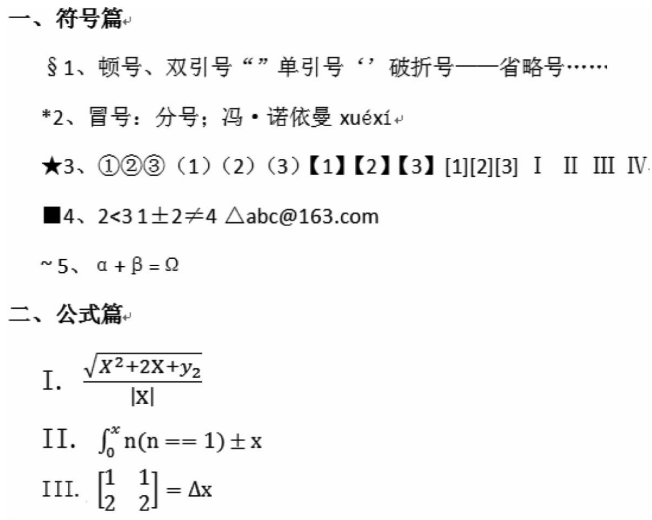 一、符号篇
§1、顿号、双引号“”单引号‘’破折号——省略号……
*2、冒号：分号；冯·诺依曼 xuéxí
★3、①②③（1）（2）（3）【1】【2】【3】[1][2][3] Ⅰ Ⅱ Ⅲ Ⅳ
■4、2<3 1±2≠4 △abc@163.com
~5、α+β=Ω
二、公式篇
I. √(X²+2X+y₂) / |x|
II. ∫₀ˣ n(n == 1) ± x
III. [1 1; 2 2] = Δx